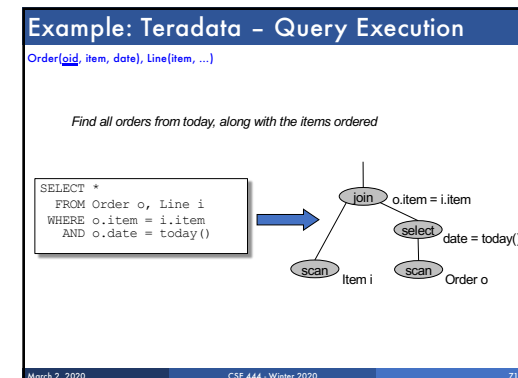 Example: Teradata – Query Execution
Order(oid, item, date), Line(item, ...)
Find all orders from today, along with the items ordered
SELECT *
FROM Order o, Line i
WHERE o.item = i.item
AND o.date = today()
join
o.item = i.item
select
date = today()
scan
Item i
scan
Order o
March 2, 2020
CSE 444 - Winter 2020
71